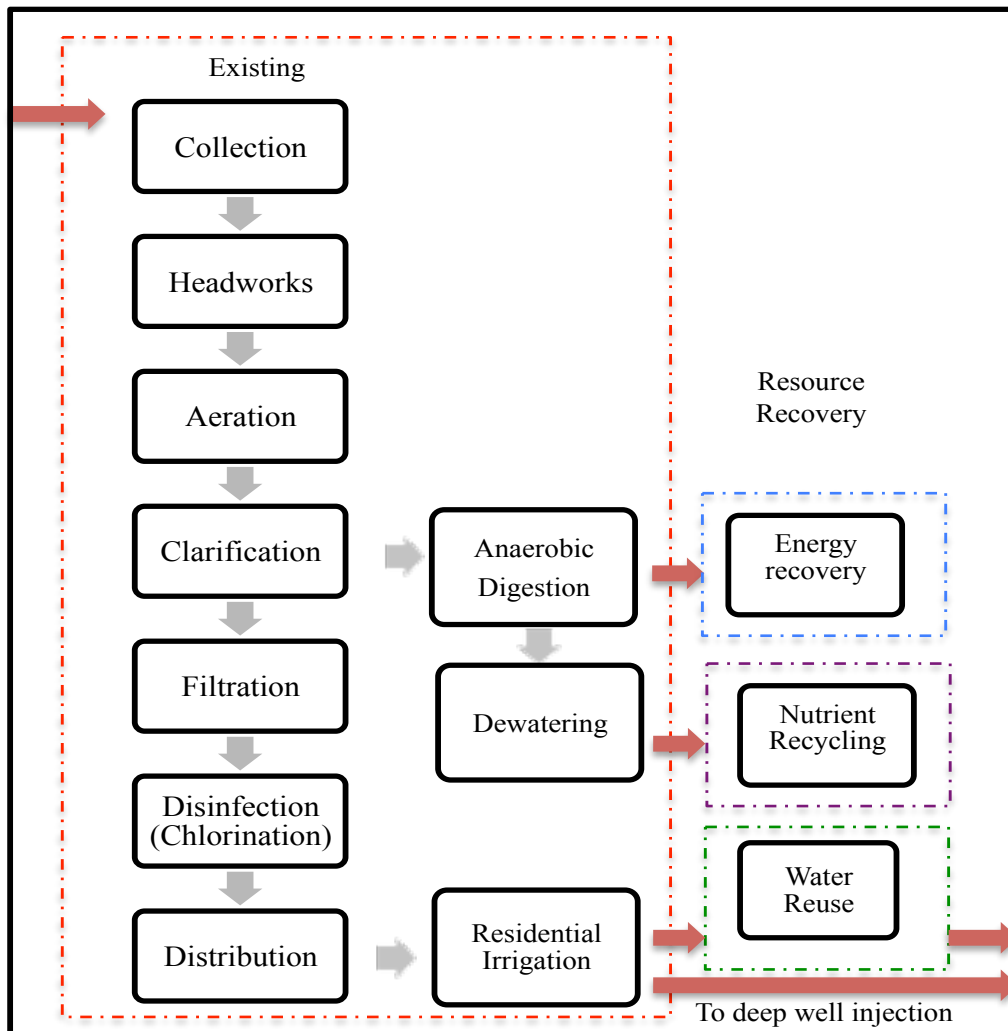 Existing
Collection
Headworks
Aeration
Clarification
Filtration
Disinfection
(Chlorination)
Distribution
Anaerobic
Digestion
Dewatering
Residential
Irrigation
Resource
Recovery
Energy
recovery
Nutrient
Recycling
Water
Reuse
To deep well injection